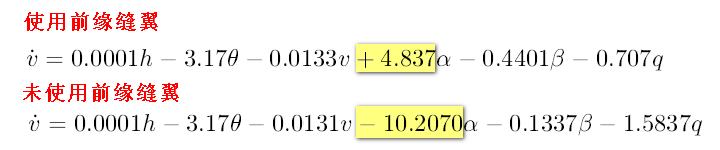 使用前缘缝翼
v̇ = 0.0001h − 3.17θ − 0.0133v + 4.837α − 0.4401β − 0.707q
未使用前缘缝翼
v̇ = 0.0001h − 3.17θ − 0.0131v − 10.2070α − 0.1337β − 1.5837q